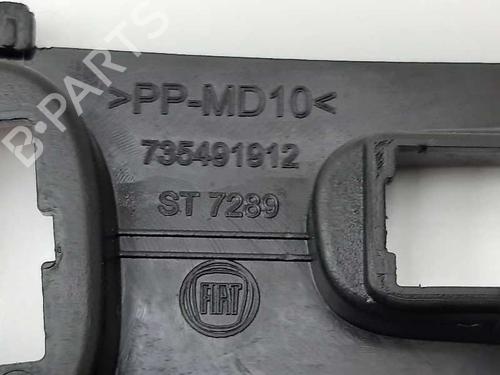 >PP-MD10<
735491912
ST 7289
FIAT
B-PARTS